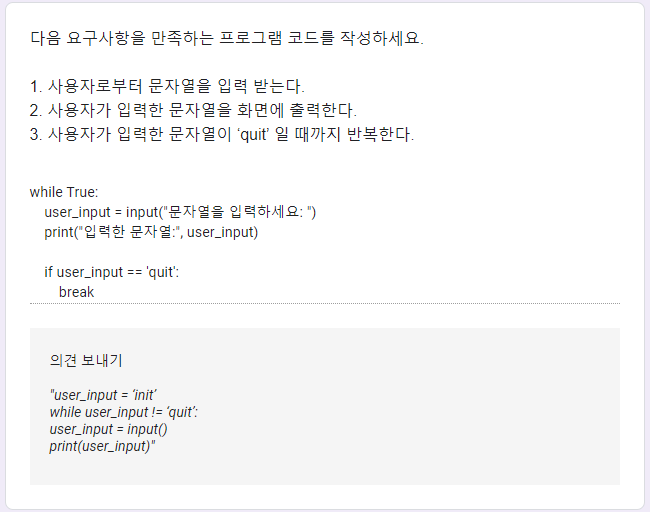 다음 요구사항을 만족하는 프로그램 코드를 작성하세요.
1. 사용자로부터 문자열을 입력 받는다.
2. 사용자가 입력한 문자열을 화면에 출력한다.
3. 사용자가 입력한 문자열이 ‘quit’ 일 때까지 반복한다.
while True:
    user_input = input("문자열을 입력하세요: ")
    print("입력한 문자열:", user_input)
    if user_input == 'quit':
        break
의견 보내기
"user_input = ‘init’
while user_input != ‘quit’:
user_input = input()
print(user_input)"